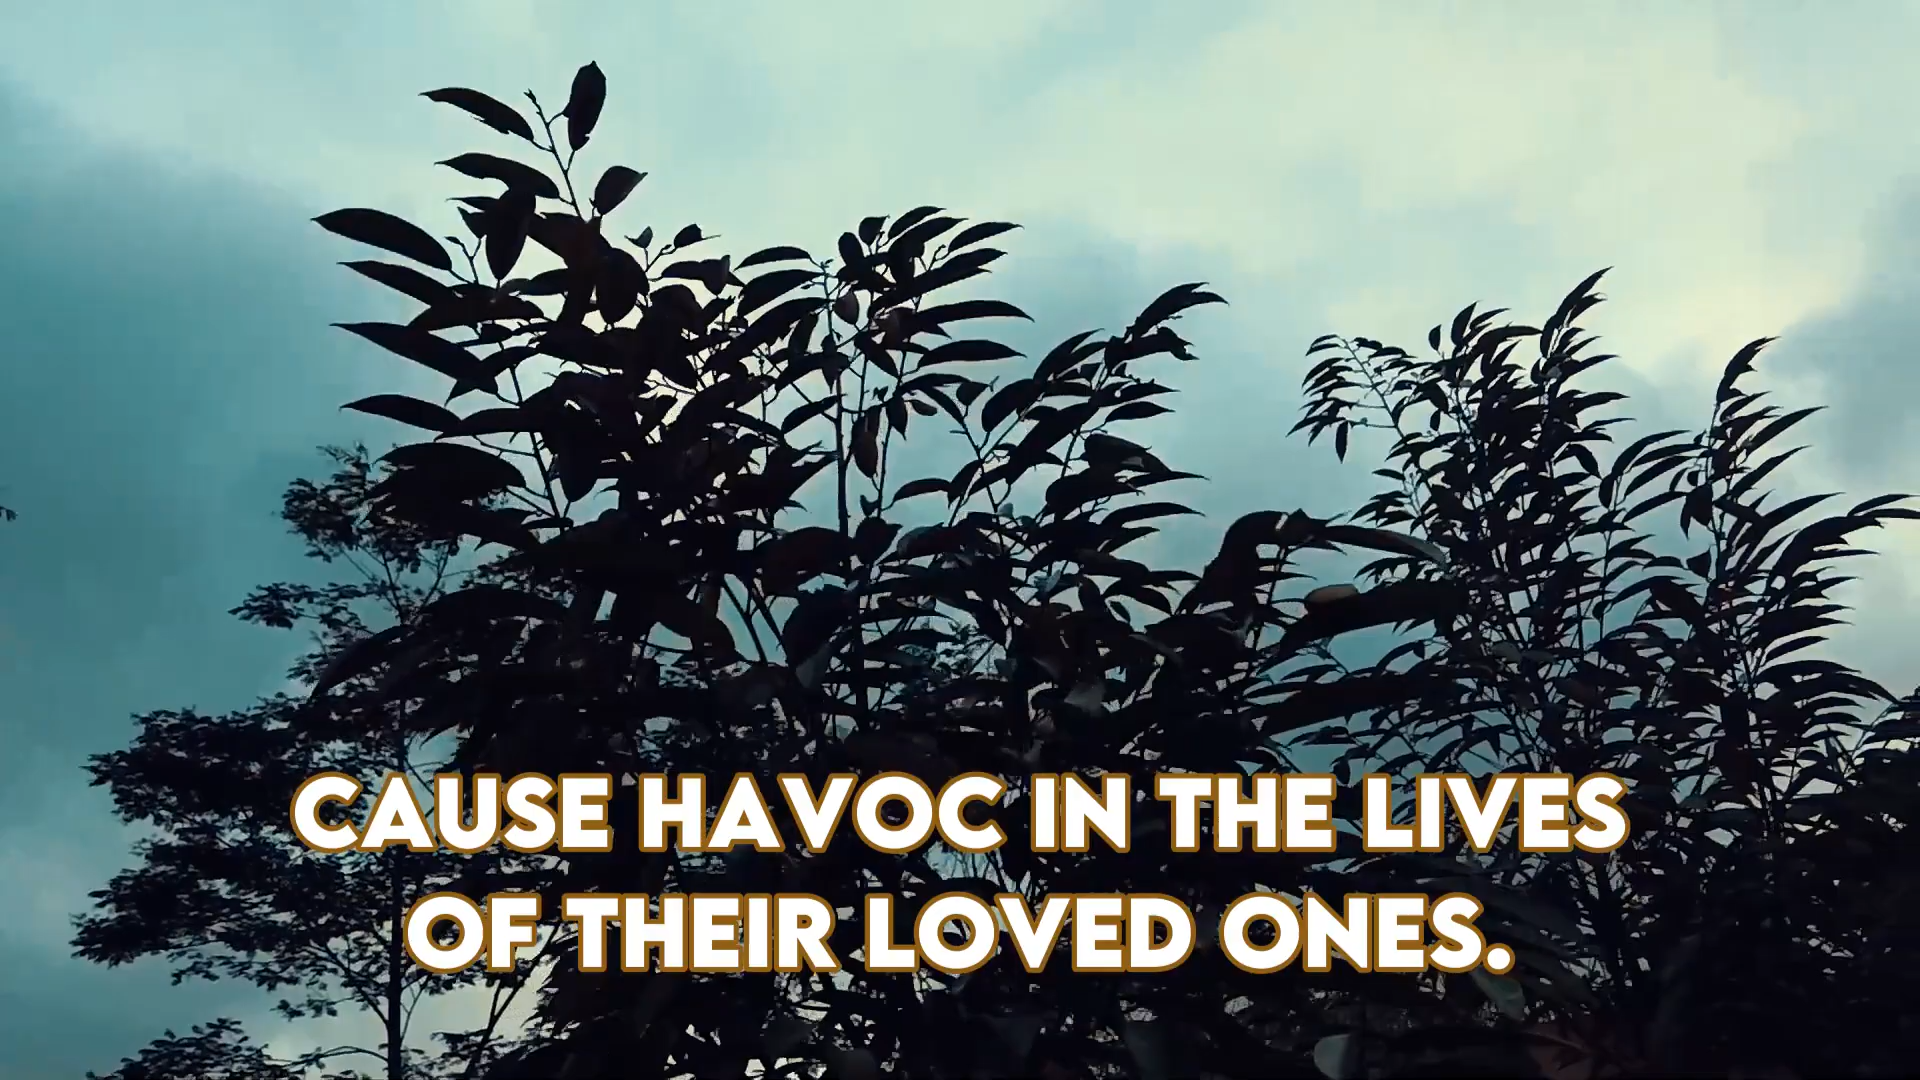 CAUSE HAVOC IN THE LIVES
OF THEIR LOVED ONES.